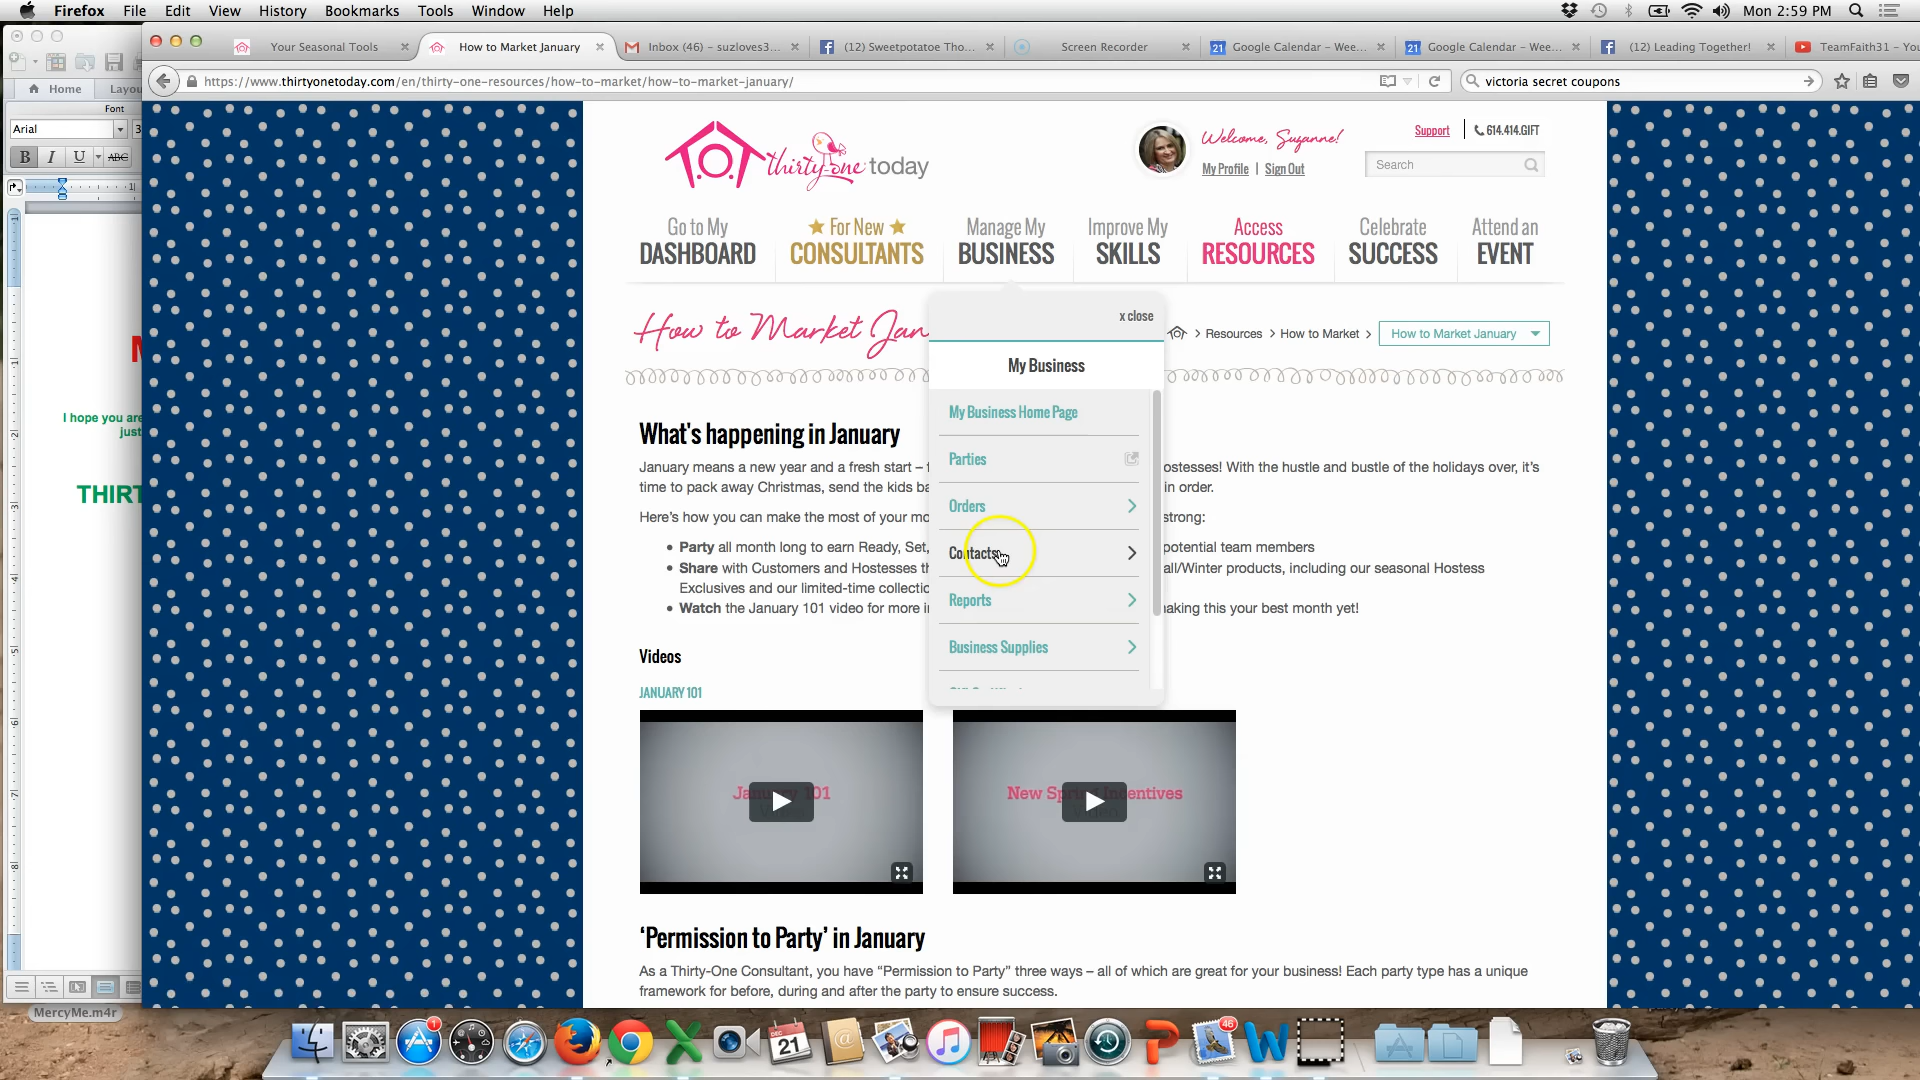 Firefox File Edit View History Bookmarks Tools Window Help
Mon 2:59 PM
Your Seasonal Tools
How to Market January
Inbox (46) – suzloves3...
(12) Sweetpotatoe Tho...
Screen Recorder
Google Calendar – Wee...
Google Calendar – Wee...
(12) Leading Together!
TeamFaith31 – Yo
https://www.thirtyonetoday.com/en/thirty-one-resources/how-to-market/how-to-market-january/
victoria secret coupons
Home Layou
Font
Arial
B I U ABC
I hope you are
just
THIRT
thirty-one today
Welcome, Suzanne!
My Profile | Sign Out
Support
614.414.GIFT
Search
Go to My
DASHBOARD
For New
CONSULTANTS
Manage My
BUSINESS
Improve My
SKILLS
Access
RESOURCES
Celebrate
SUCCESS
Attend an
EVENT
How to Market Jan
> Resources > How to Market >
How to Market January
x close
My Business
My Business Home Page
Parties
Orders
Contacts
Reports
Business Supplies
What's happening in January
January means a new year and a fresh start – f ostesses! With the hustle and bustle of the holidays over, it's
time to pack away Christmas, send the kids ba in order.
Here's how you can make the most of your mo strong:
• Party all month long to earn Ready, Set, potential team members
• Share with Customers and Hostesses th all/Winter products, including our seasonal Hostess
Exclusives and our limited-time collectio
• Watch the January 101 video for more in aking this your best month yet!
Videos
JANUARY 101
January 101
New Spring Incentives
'Permission to Party' in January
As a Thirty-One Consultant, you have "Permission to Party" three ways – all of which are great for your business! Each party type has a unique
framework for before, during and after the party to ensure success.
MercyMe.m4r
1
DEC
21
46